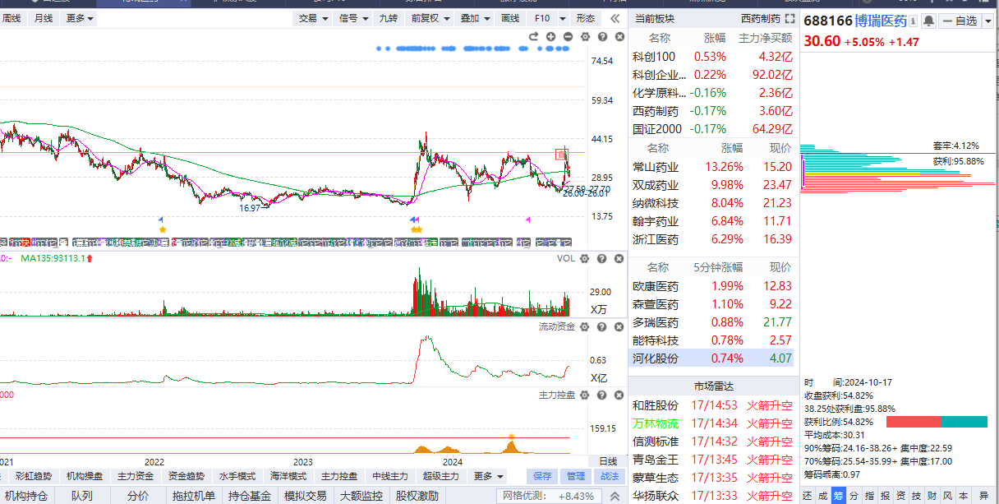 周线 月线 更多 交易 信号 九转 前复权 叠加 画线 F10 形态
74.54
59.34
44.15
28.95
27.59-27.70
26.00-26.01
16.97
13.75
0:- MA135:93113.1 VOL
29.00
X万
流动资金
0.63
X亿
000 主力控盘
159.15
021 2022 2023 2024 日线
彩虹趋势 机构操盘 主力资金 资金趋势 水手模式 海洋模式 主力控盘 中线主力 超级主力 更多 保存 管理 战法
机构持仓 队列 分价 拖拉机单 持仓基金 模拟交易 大额监控 股权激励 网格优测: +8.43%
当前板块 西药制药
名称 涨幅 主力净买额
科创100 0.53% 4.32亿
科创企业... 0.22% 92.02亿
化学原料... -0.16% 2.36亿
西药制药 -0.17% 3.60亿
国证2000 -0.17% 64.29亿
名称 涨幅 现价
常山药业 13.26% 15.20
双成药业 9.98% 23.47
纳微科技 8.04% 21.23
翰宇药业 6.84% 11.71
浙江医药 6.29% 16.39
名称 5分钟涨幅 现价
欧康医药 1.99% 12.83
森萱医药 1.10% 9.22
多瑞医药 0.88% 21.77
能特科技 0.78% 2.57
河化股份 0.74% 4.07
市场雷达
和胜股份 17/14:53 火箭升空
万林物流 17/14:34 火箭升空
信测标准 17/14:32 火箭升空
青岛金王 17/13:45 火箭升空
蒙草生态 17/13:35 火箭升空
华扬联众 17/13:33 火箭升空
688166 博瑞医药 自选
30.60 +5.05% +1.47
套牢:4.12%
获利:95.88%
时 间:2024-10-17
收盘获利:54.82%
38.25处获利盘:95.88%
获利比例:54.82%
平均成本:30.31
90%筹码:24.16-38.26+ 集中度:22.59
70%筹码:25.54-35.99+ 集中度:17.00
筹码乖离:0.97
还 成 筹 分 指 报 资 技 财 风 本 异